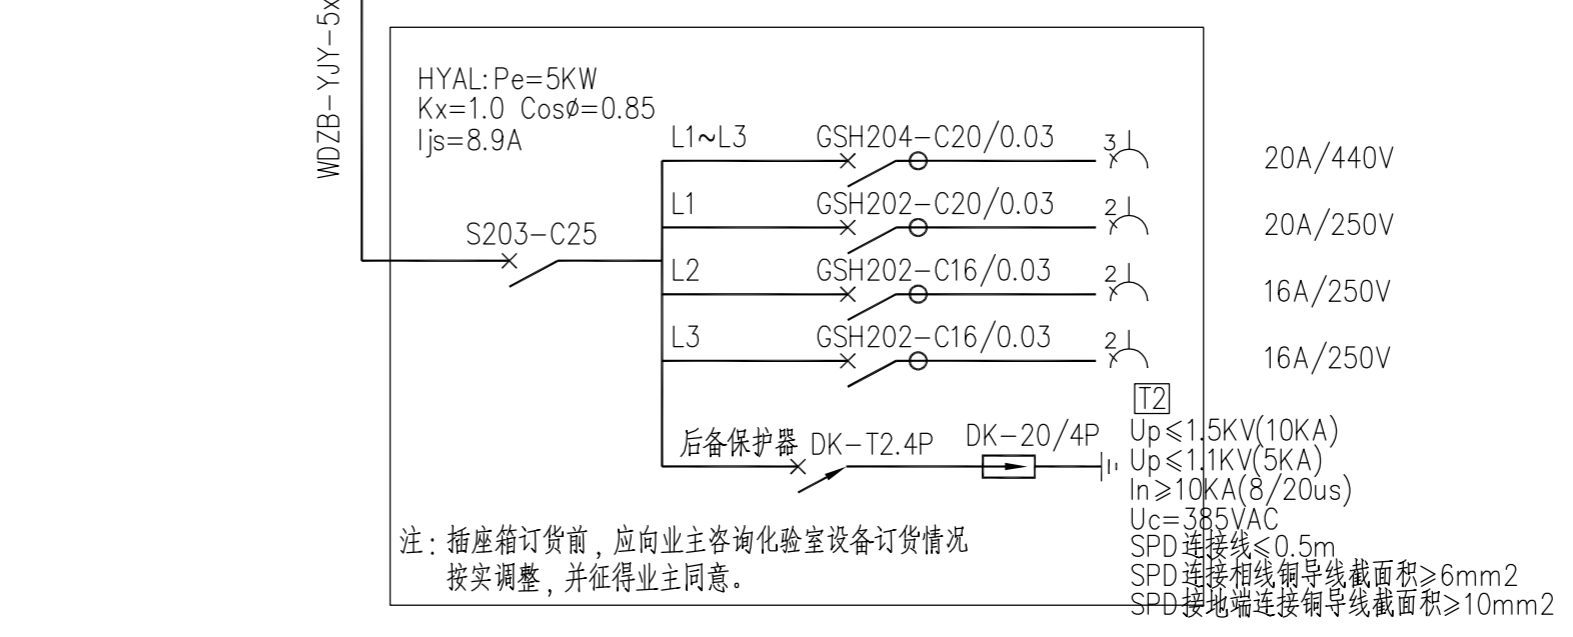 WDZB-YJY-5x
HYAL:Pe=5KW
Kx=1.0 Cosø=0.85
Ijs=8.9A
S203-C25
L1~L3 GSH204-C20/0.03 3 20A/440V
L1 GSH202-C20/0.03 2 20A/250V
L2 GSH202-C16/0.03 2 16A/250V
L3 GSH202-C16/0.03 2 16A/250V
后备保护器 DK-T2.4P DK-20/4P
T2
Up≤1.5KV(10KA)
Up≤1.1KV(5KA)
In≥10KA(8/20us)
Uc=385VAC
SPD连接线≤0.5m
SPD连接相线铜导线截面积≥6mm2
SPD接地端连接铜导线截面积≥10mm2
注：插座箱订货前，应向业主咨询化验室设备订货情况
按实调整，并征得业主同意。